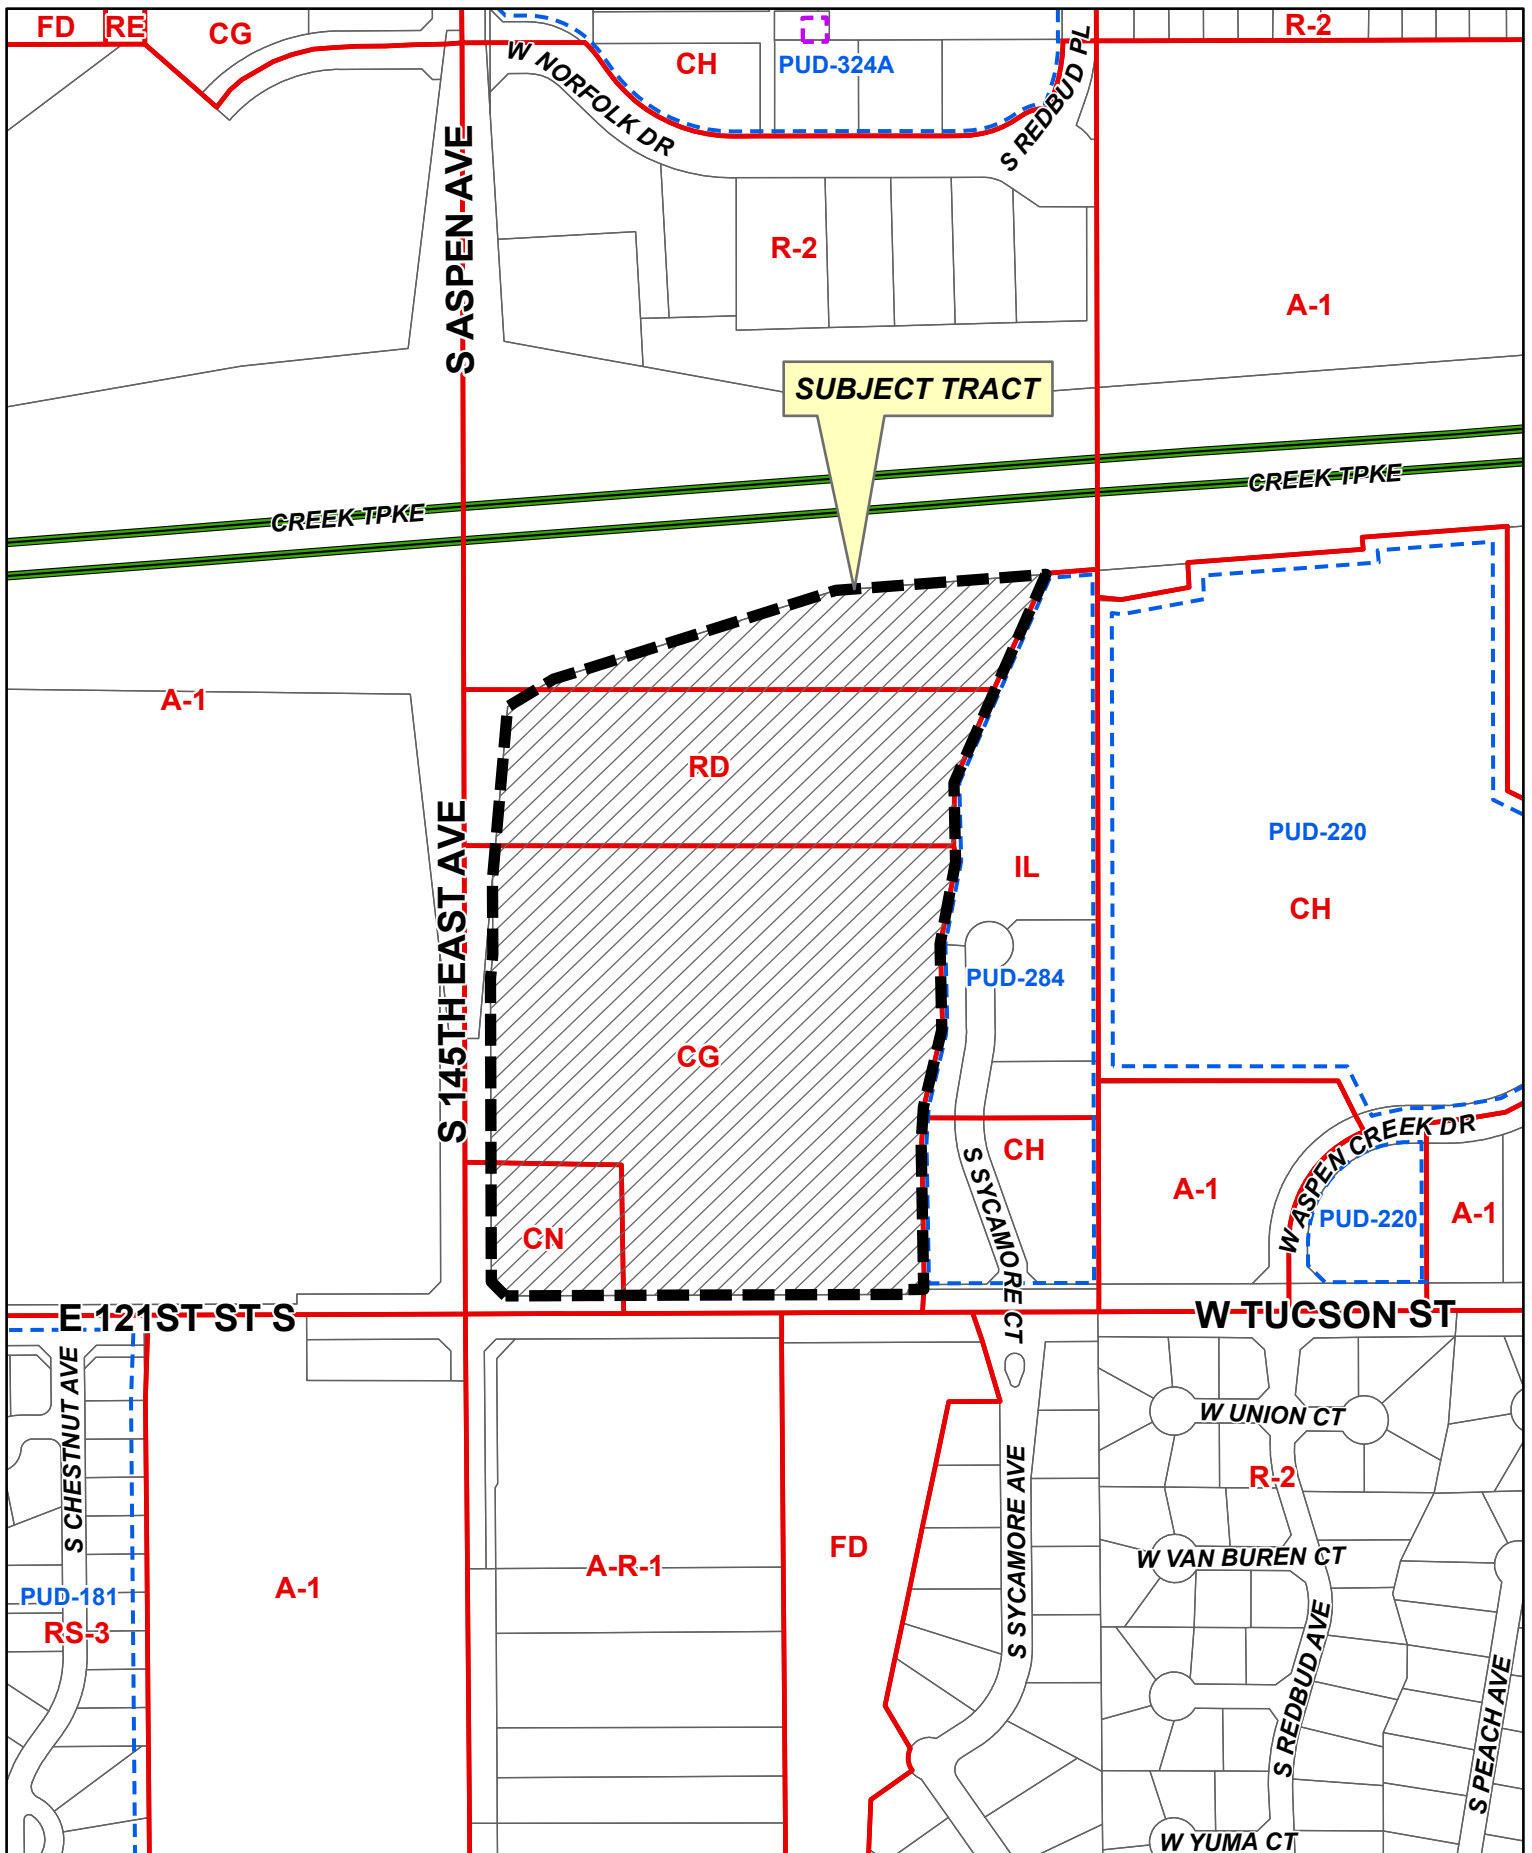 FD
RE
CG
CH
PUD-324A
R-2
W NORFOLK DR
S REDBUD PL
S ASPEN AVE
R-2
A-1
SUBJECT TRACT
CREEK TPKE
CREEK TPKE
A-1
RD
S 145TH EAST AVE
IL
PUD-220
CH
PUD-284
CG
CH
W ASPEN CREEK DR
A-1
PUD-220
A-1
CN
S SYCAMORE CT
E 121ST ST S
W TUCSON ST
S CHESTNUT AVE
W UNION CT
R-2
S SYCAMORE AVE
FD
W VAN BUREN CT
A-R-1
A-1
PUD-181
RS-3
S REDBUD AVE
S PEACH AVE
W YUMA CT